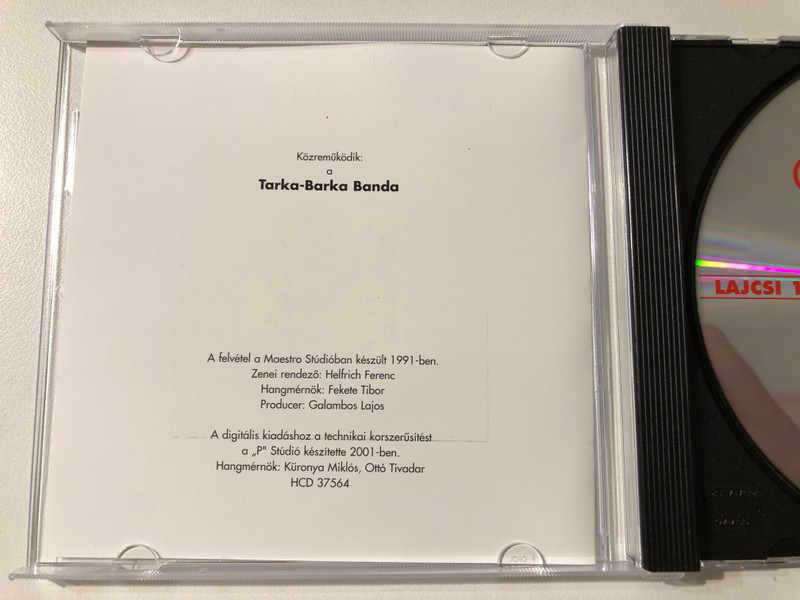 Közreműködik:
a
Tarka-Barka Banda
A felvétel a Maestro Stúdióban készült 1991-ben.
Zenei rendező: Helfrich Ferenc
Hangmérnök: Fekete Tibor
Producer: Galambos Lajos
A digitális kiadáshoz a technikai korszerűsítést
a „P" Stúdió készítette 2001-ben.
Hangmérnök: Küronya Miklós, Ottó Tivadar
HCD 37564
LAJCSI